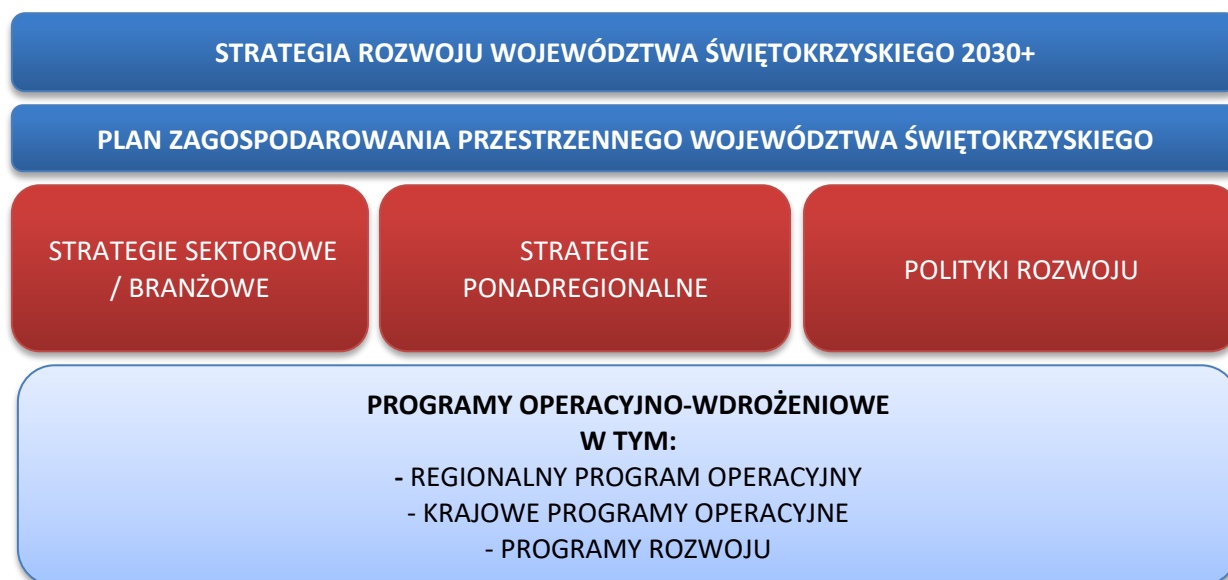 STRATEGIA ROZWOJU WOJEWÓDZTWA ŚWIĘTOKRZYSKIEGO 2030+
PLAN ZAGOSPODAROWANIA PRZESTRZENNEGO WOJEWÓDZTWA ŚWIĘTOKRZYSKIEGO
STRATEGIE SEKTOROWE
/ BRANŻOWE
STRATEGIE
PONADREGIONALNE
POLITYKI ROZWOJU
PROGRAMY OPERACYJNO-WDROŻENIOWE
W TYM:
- REGIONALNY PROGRAM OPERACYJNY
- KRAJOWE PROGRAMY OPERACYJNE
- PROGRAMY ROZWOJU